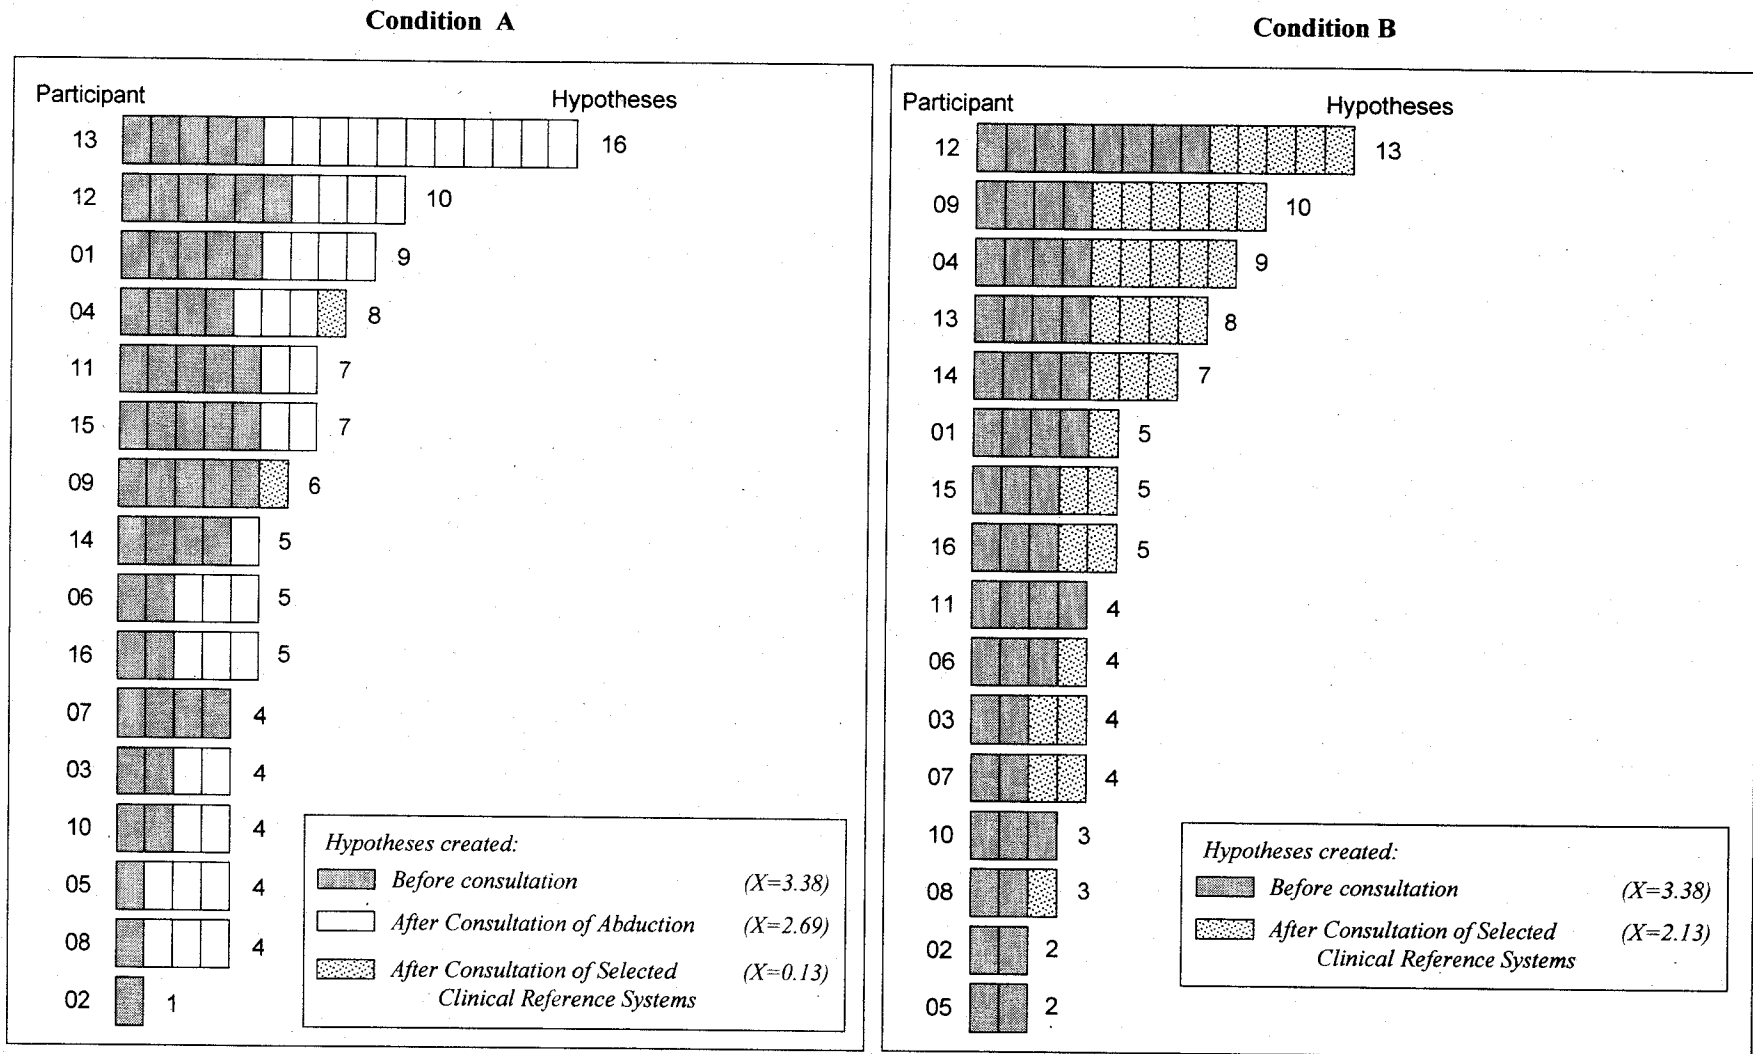 Condition A
Participant Hypotheses
13 16
12 10
01 9
04 8
11 7
15 7
09 6
14 5
06 5
16 5
07 4
03 4
10 4
05 4
08 4
02 1
Hypotheses created:
Before consultation (X=3.38)
After Consultation of Abduction (X=2.69)
After Consultation of Selected (X=0.13)
Clinical Reference Systems
Condition B
Participant Hypotheses
12 13
09 10
04 9
13 8
14 7
01 5
15 5
16 5
11 4
06 4
03 4
07 4
10 3
08 3
02 2
05 2
Hypotheses created:
Before consultation (X=3.38)
After Consultation of Selected (X=2.13)
Clinical Reference Systems